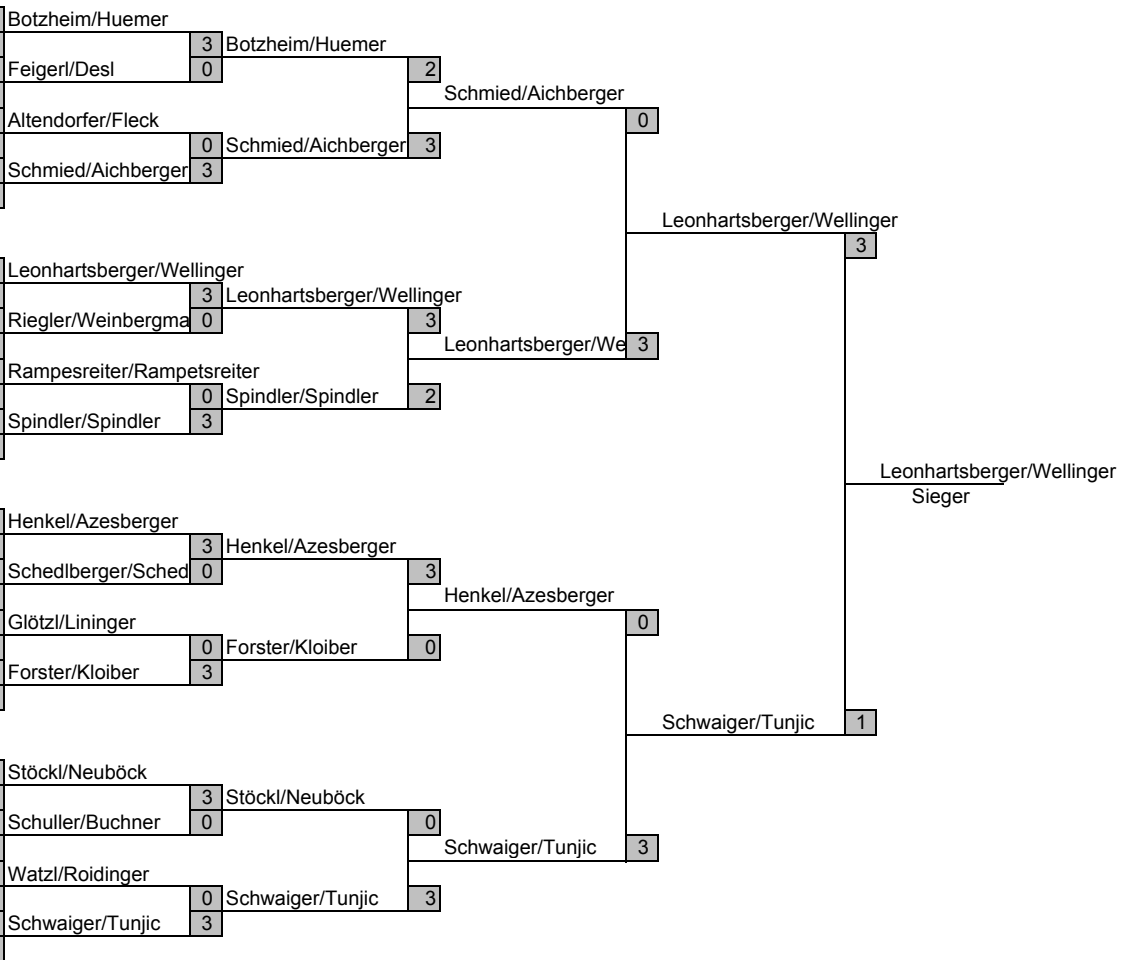 Botzheim/Huemer
3 Botzheim/Huemer
Feigerl/Desl 0 2
Schmied/Aichberger
Altendorfer/Fleck 0
0 Schmied/Aichberger 3
Schmied/Aichberger 3
Leonhartsberger/Wellinger
3
Leonhartsberger/Wellinger
3 Leonhartsberger/Wellinger
Riegler/Weinbergma 0 3
Leonhartsberger/We 3
Rampesreiter/Rampetsreiter
0 Spindler/Spindler 2
Spindler/Spindler 3
Leonhartsberger/Wellinger
Sieger
Henkel/Azesberger
3 Henkel/Azesberger
Schedlberger/Sched 0 3
Henkel/Azesberger
Glötzl/Lininger 0
0 Forster/Kloiber 0
Forster/Kloiber 3
Schwaiger/Tunjic 1
Stöckl/Neuböck
3 Stöckl/Neuböck
Schuller/Buchner 0 0
Schwaiger/Tunjic 3
Watzl/Roidinger
0 Schwaiger/Tunjic 3
Schwaiger/Tunjic 3